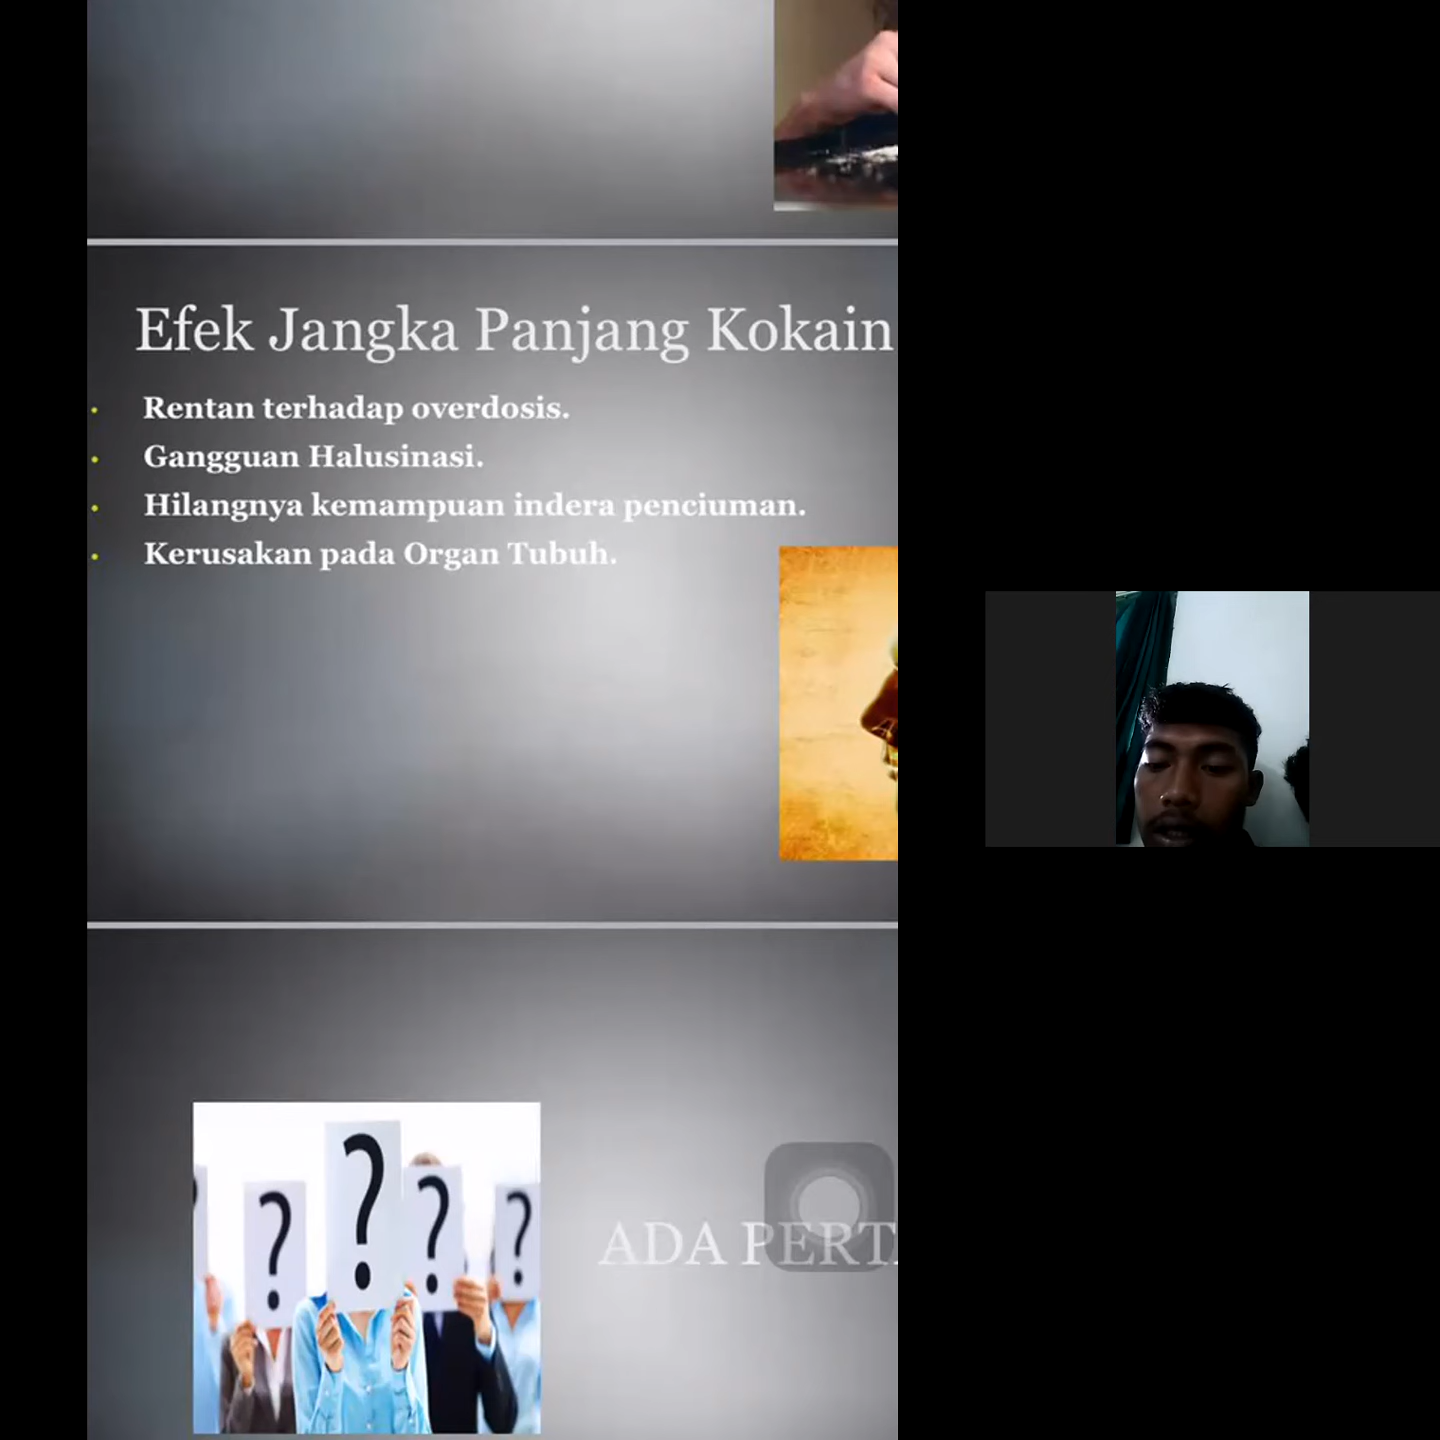 Efek Jangka Panjang Kokain
• Rentan terhadap overdosis.
• Gangguan Halusinasi.
• Hilangnya kemampuan indera penciuman.
• Kerusakan pada Organ Tubuh.
? ? ? ?
ADA